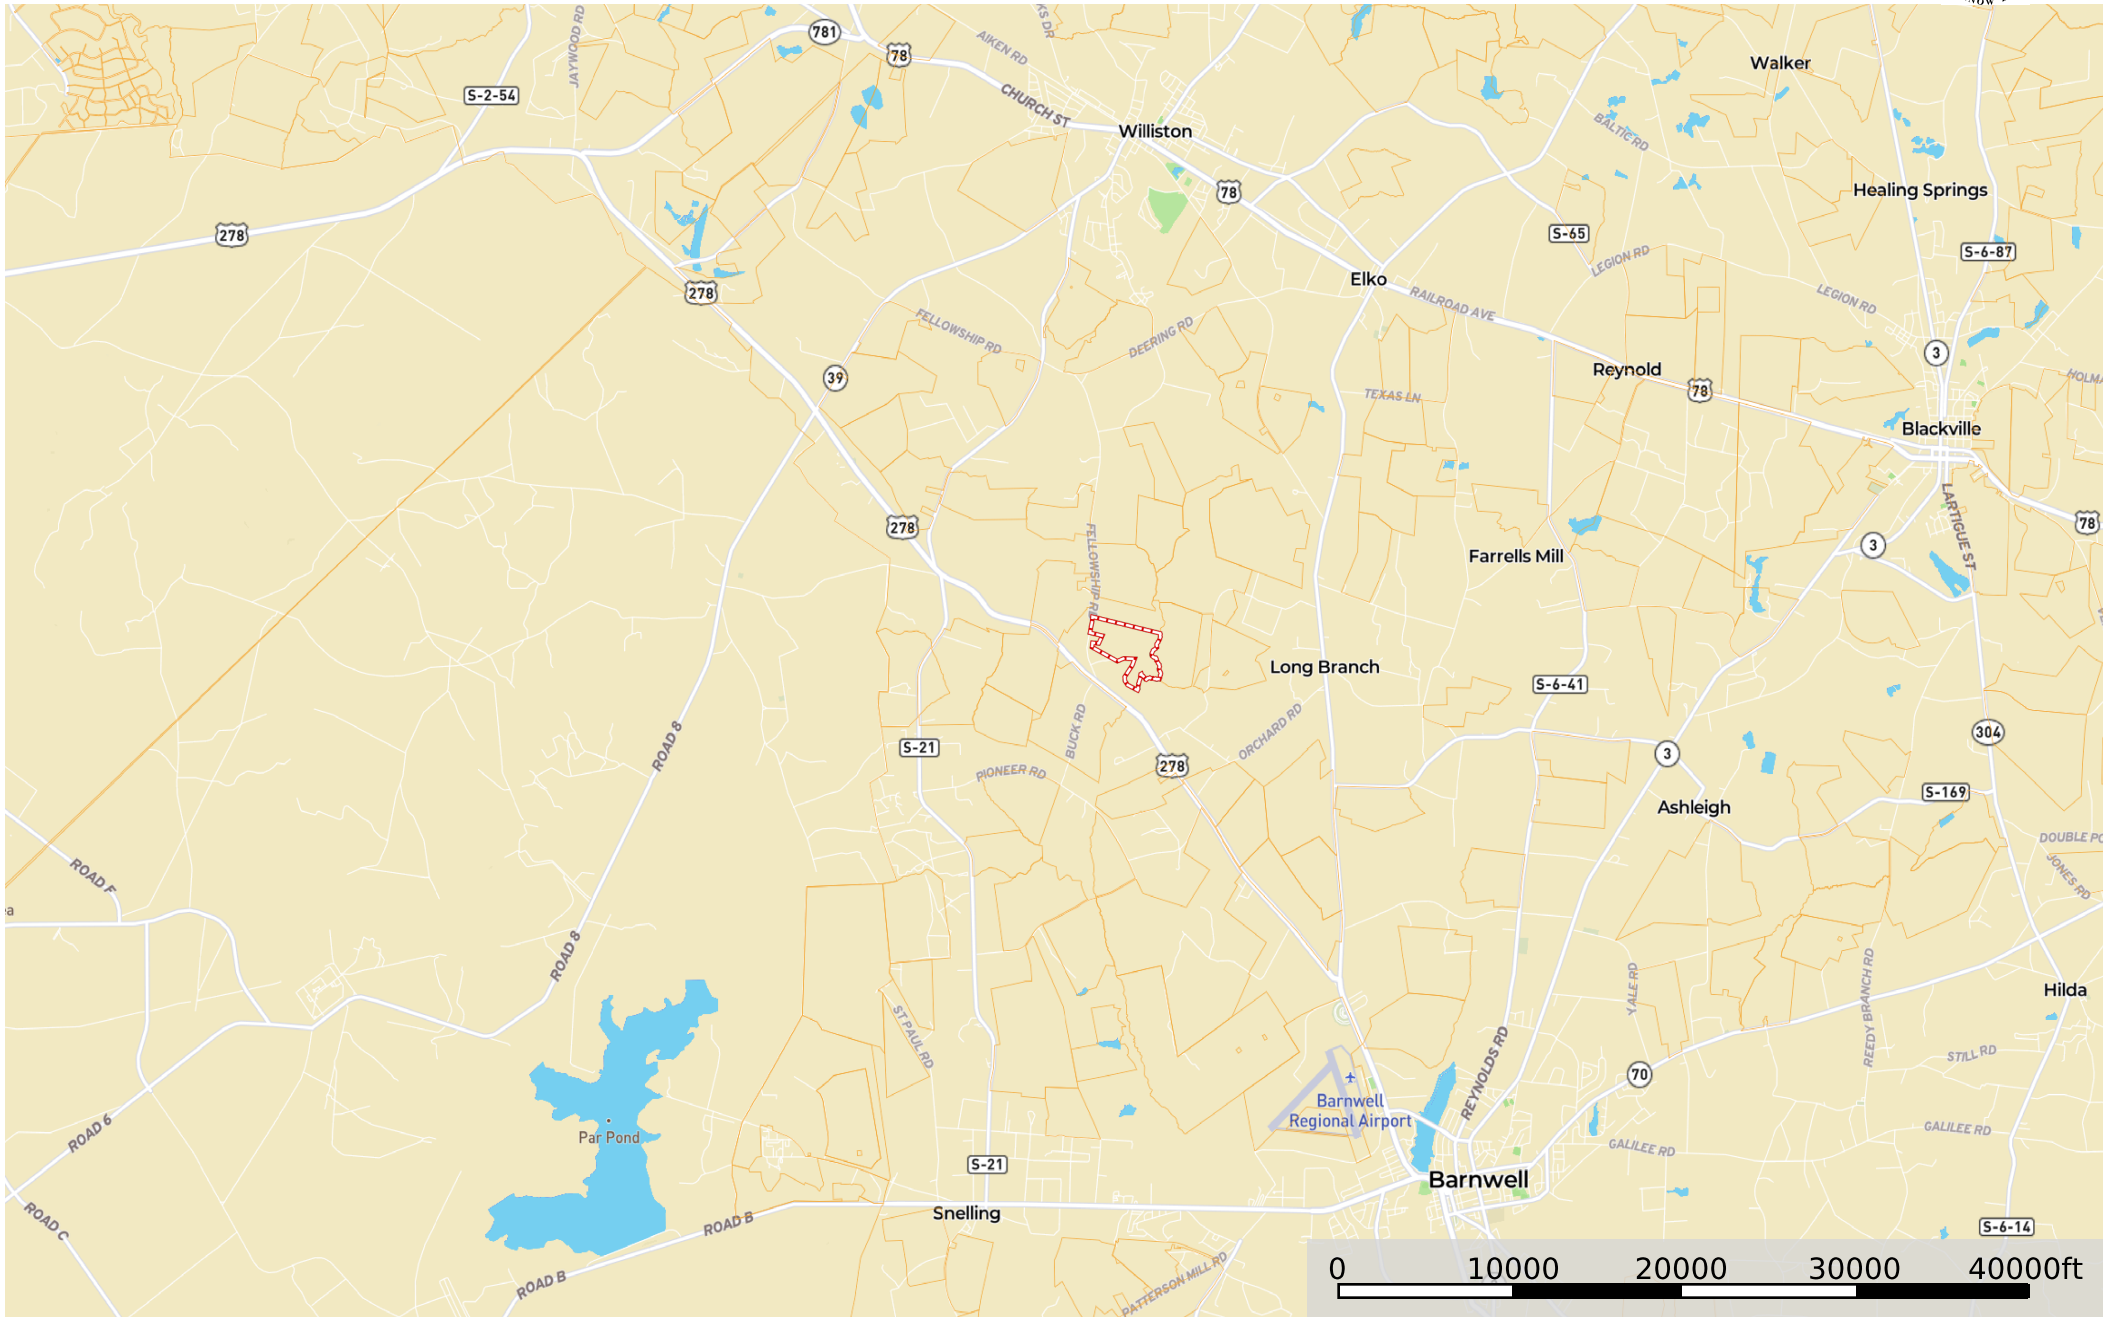 781
78
AIKEN RD
KS DR
JAYWOOD RD
S-2-54
CHURCH ST
Williston
Walker
BALTIC RD
Healing Springs
78
278
S-65
S-6-87
LEGION RD
Elko
278
RAILROAD AVE
LEGION RD
FELLOWSHIP RD
DEERING RD
3
39
Reynold
78
TEXAS LN
HOLMA
Blackville
LARTIGUE ST
278
78
3
FELLOWSHIP R
Farrells Mill
Long Branch
S-6-41
BUCK RD
ORCHARD RD
304
ROAD 8
S-21
3
278
PIONEER RD
S-169
Ashleigh
DOUBLE PO
JONES RD
ROAD F
ea
ROAD 8
YALE RD
REEDY BRANCH RD
Hilda
ST PAUL RD
STILL RD
REYNOLDS RD
70
Barnwell
Regional Airport
ROAD 6
Par Pond
GALILEE RD
GALILEE RD
S-21
Barnwell
Snelling
ROAD C
ROAD B
S-6-14
ROAD B
PATTERSON MILL RD
0 10000 20000 30000 40000ft